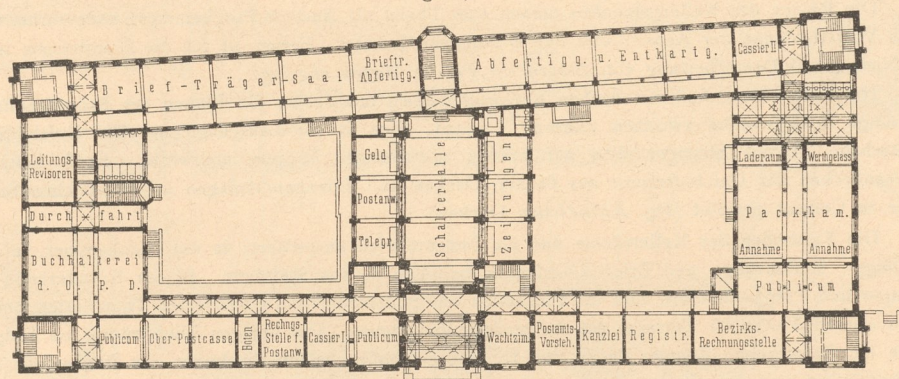 Brief-Träger-Saal
Brieftr.
Abfertigg.
Abfertigg. u. Entkartg.
Cassier II
Leitungs-
Revisoren
Durchfahrt
Buchhalterei
d. O. P. D.
Geld
Postanw.
Telegr.
Schalterhalle
Zeitungen
Laderaum
Werthgelass
Packkam.
Annahme
Annahme
Publicum
Publicum
Ober-Postcasse
Boten
Rechngs-
Stelle f.
Postanw.
Cassier I
Publicum
Wachtzim.
Postamts-
Vorsteh.
Kanzlei
Registr.
Bezirks-
Rechnungsstelle